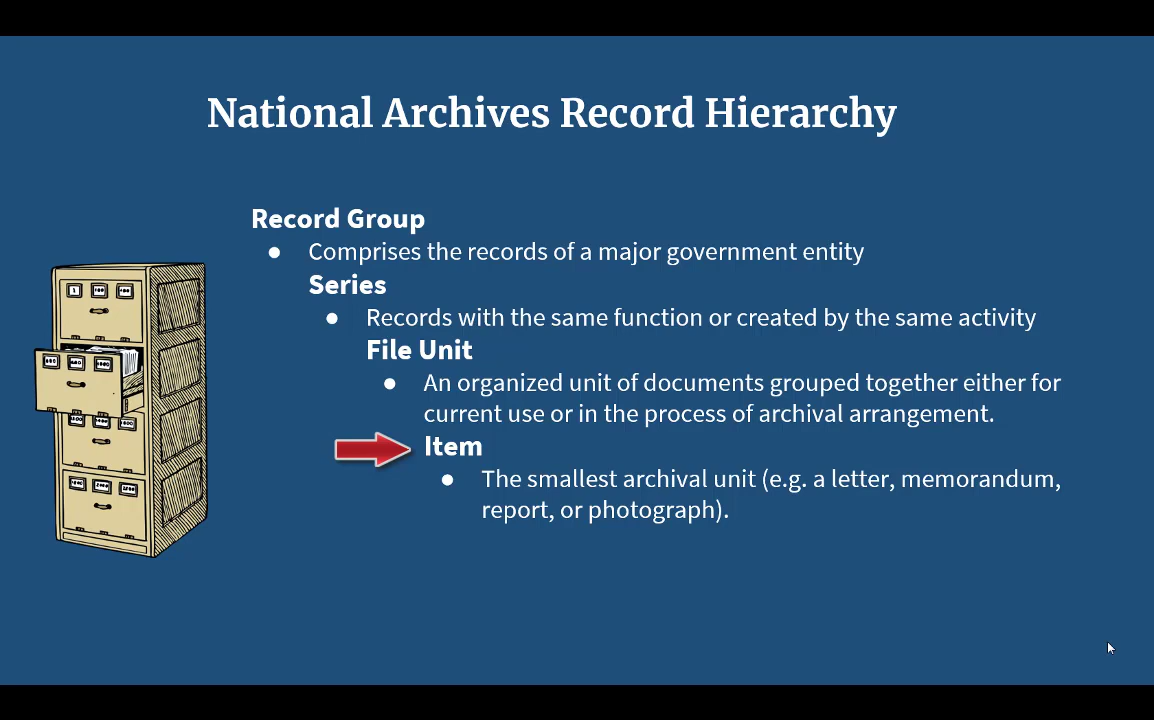 National Archives Record Hierarchy
Record Group
● Comprises the records of a major government entity
Series
● Records with the same function or created by the same activity
File Unit
● An organized unit of documents grouped together either for
current use or in the process of archival arrangement.
Item
● The smallest archival unit (e.g. a letter, memorandum,
report, or photograph).